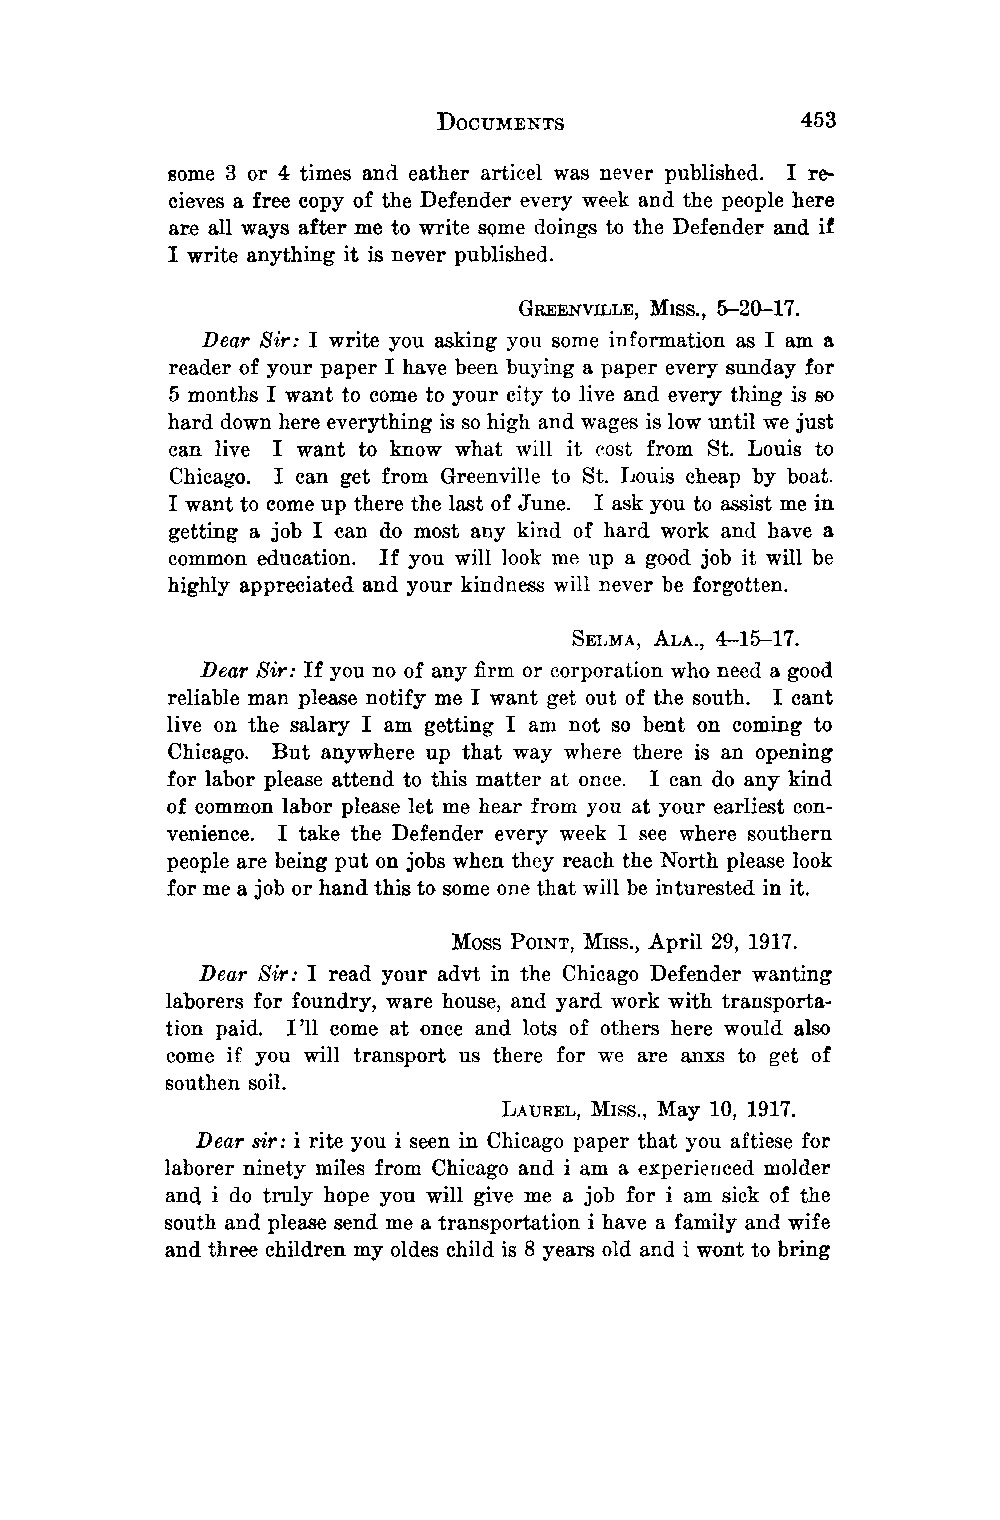 DOCUMENTS 453
some 3 or 4 times and eather articel was never published. I re-
cieves a free copy of the Defender every week and the people here
are all ways after me to write some doings to the Defender and if
I write anything it is never published.
GREENVILLE, MISS., 5–20–17.
Dear Sir: I write you asking you some information as I am a
reader of your paper I have been buying a paper every sunday for
5 months I want to come to your city to live and every thing is so
hard down here everything is so high and wages is low until we just
can live I want to know what will it cost from St. Louis to
Chicago. I can get from Greenville to St. Louis cheap by boat.
I want to come up there the last of June. I ask you to assist me in
getting a job I can do most any kind of hard work and have a
common education. If you will look me up a good job it will be
highly appreciated and your kindness will never be forgotten.
SELMA, ALA., 4–15–17.
Dear Sir: If you no of any firm or corporation who need a good
reliable man please notify me I want get out of the south. I cant
live on the salary I am getting I am not so bent on coming to
Chicago. But anywhere up that way where there is an opening
for labor please attend to this matter at once. I can do any kind
of common labor please let me hear from you at your earliest con-
venience. I take the Defender every week I see where southern
people are being put on jobs when they reach the North please look
for me a job or hand this to some one that will be inturested in it.
MOSS POINT, MISS., April 29, 1917.
Dear Sir: I read your advt in the Chicago Defender wanting
laborers for foundry, ware house, and yard work with transporta-
tion paid. I'll come at once and lots of others here would also
come if you will transport us there for we are anxs to get of
southen soil.
LAUREL, MISS., May 10, 1917.
Dear sir: i rite you i seen in Chicago paper that you aftiese for
laborer ninety miles from Chicago and i am a experienced molder
and i do truly hope you will give me a job for i am sick of the
south and please send me a transportation i have a family and wife
and three children my oldes child is 8 years old and i wont to bring